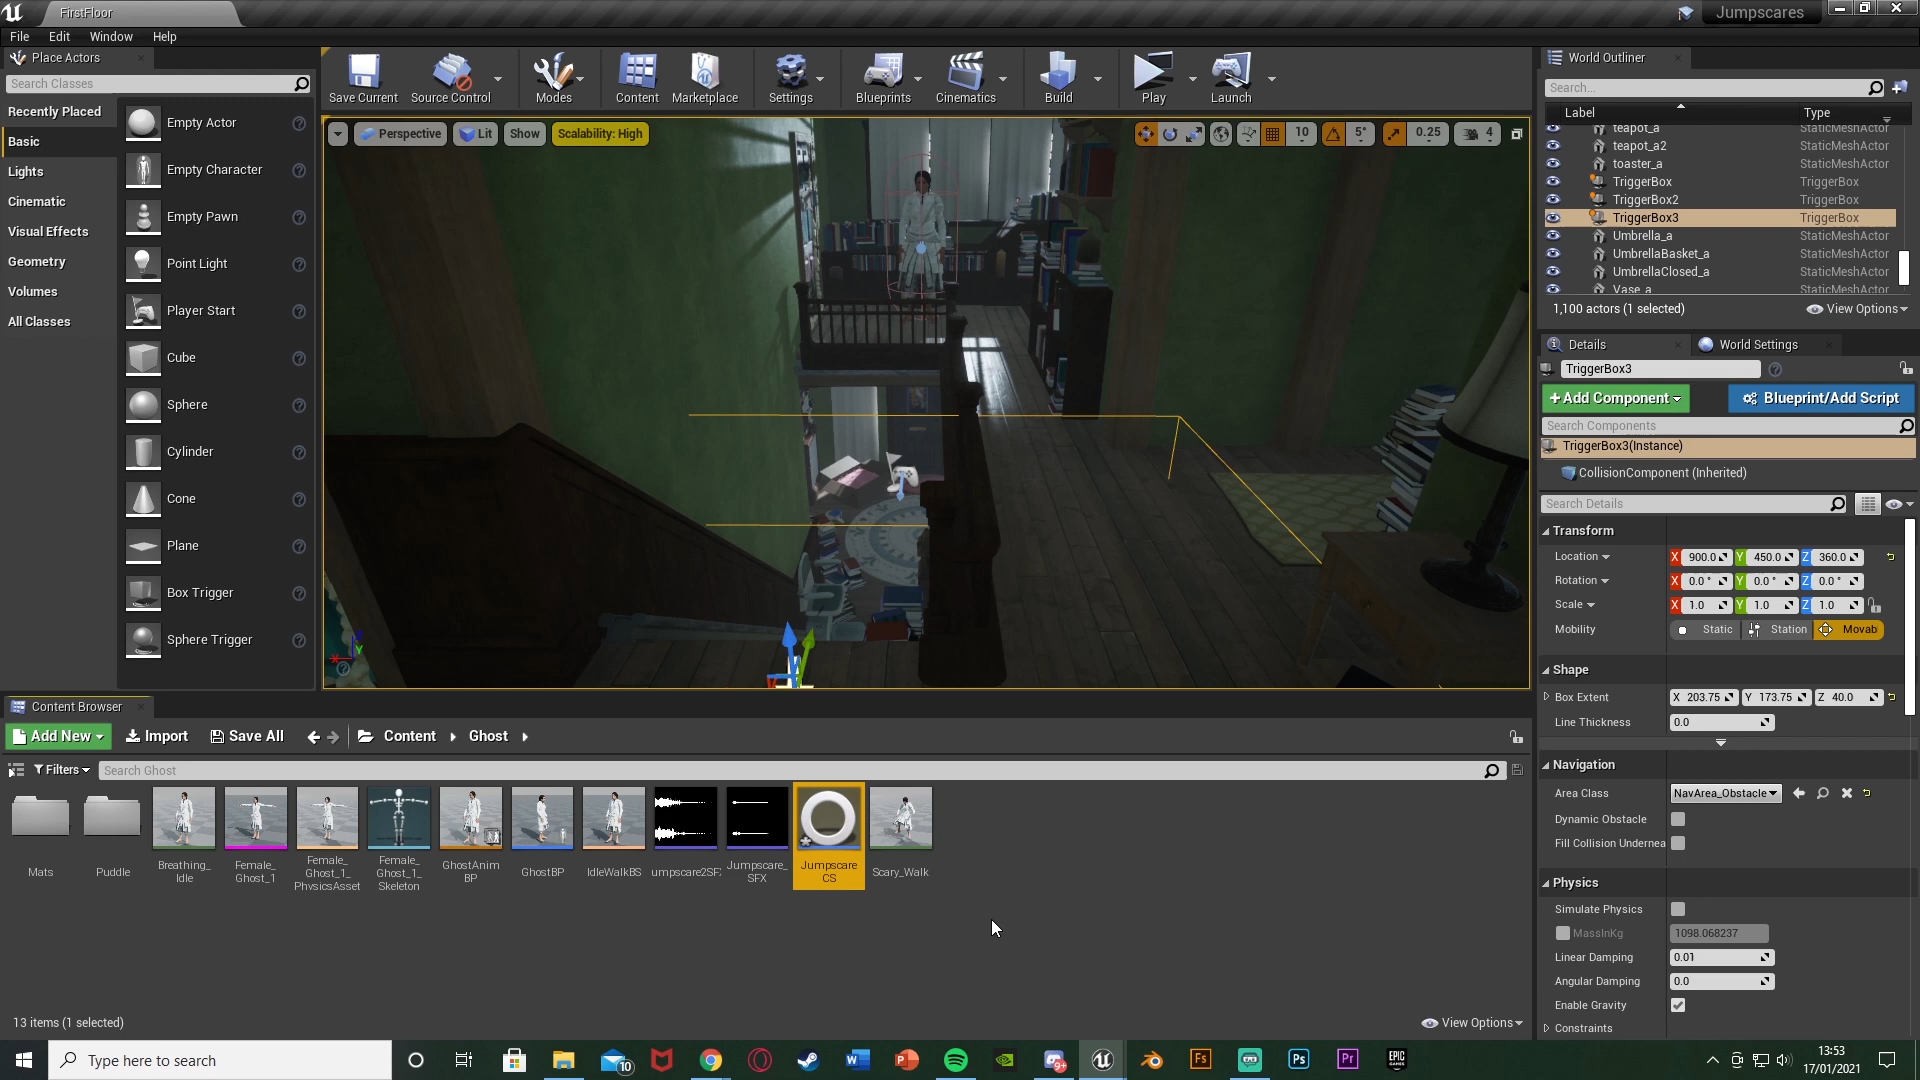 FirstFloor
Jumpscares
File Edit Window Help
Place Actors
Search Classes
Recently Placed
Basic
Lights
Cinematic
Visual Effects
Geometry
Volumes
All Classes
Empty Actor
Empty Character
Empty Pawn
Point Light
Player Start
Cube
Sphere
Cylinder
Cone
Plane
Box Trigger
Sphere Trigger
Save Current Source Control Modes Content Marketplace Settings Blueprints Cinematics Build Play Launch
Perspective Lit Show Scalability: High 10 5° 0.25 4
World Outliner
Search...
Label Type
teapot_a StaticMeshActor
teapot_a2 StaticMeshActor
toaster_a StaticMeshActor
TriggerBox TriggerBox
TriggerBox2 TriggerBox
TriggerBox3 TriggerBox
Umbrella_a StaticMeshActor
UmbrellaBasket_a StaticMeshActor
UmbrellaClosed_a StaticMeshActor
Vase_a StaticMeshActor
1,100 actors (1 selected) View Options
Details World Settings
TriggerBox3
+Add Component Blueprint/Add Script
Search Components
TriggerBox3(Instance)
CollisionComponent (Inherited)
Search Details
Transform
Location X 900.0 Y 450.0 Z 360.0
Rotation X 0.0 ° Y 0.0 ° Z 0.0 °
Scale X 1.0 Y 1.0 Z 1.0
Mobility Static Station Movab
Shape
Box Extent X 203.75 Y 173.75 Z 40.0
Line Thickness 0.0
Navigation
Area Class NavArea_Obstacle
Dynamic Obstacle
Fill Collision Undernea
Physics
Simulate Physics
MassInKg 1098.068237
Linear Damping 0.01
Angular Damping 0.0
Enable Gravity
Constraints
Content Browser
Add New Import Save All Content Ghost
Filters Search Ghost
Mats
Puddle
Breathing_
Idle
Female_
Ghost_1
Female_
Ghost_1_
PhysicsAsset
Female_
Ghost_1_
Skeleton
GhostAnim
BP
GhostBP
IdleWalkBS
umpscare2SF
Jumpscare_
SFX
Jumpscare
CS
Scary_Walk
13 items (1 selected) View Options
Type here to search
10
9+
Fs
Ps
Pr
EPIC
GAMES
13:53
17/01/2021